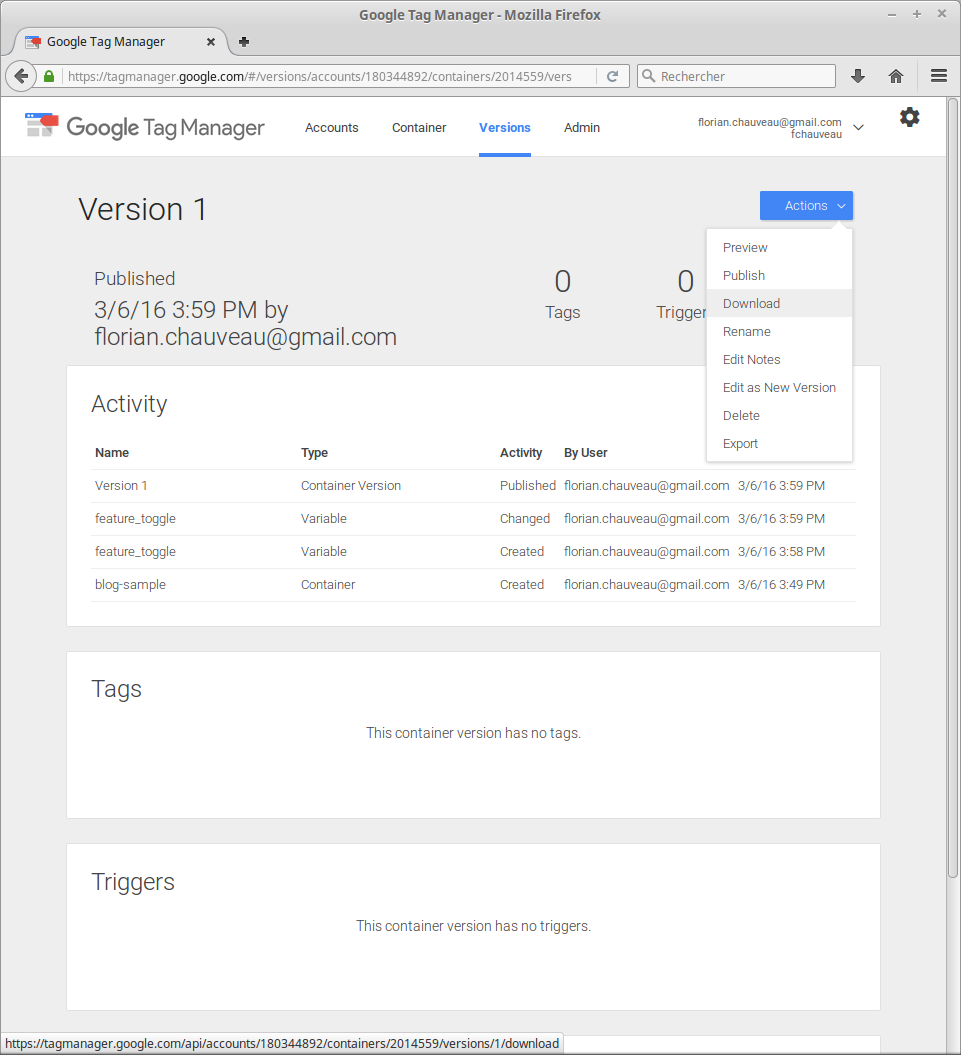 Google Tag Manager - Mozilla Firefox
Google Tag Manager
https://tagmanager.google.com/#/versions/accounts/180344892/containers/2014559/vers
Rechercher
Google Tag Manager
Accounts
Container
Versions
Admin
florian.chauveau@gmail.com
fchauveau
Version 1
Actions
Preview
Publish
Download
Rename
Edit Notes
Edit as New Version
Delete
Export
Published
3/6/16 3:59 PM by
florian.chauveau@gmail.com
0
Tags
0
Trigger
Activity
Name Type Activity By User
Version 1 Container Version Published florian.chauveau@gmail.com 3/6/16 3:59 PM
feature_toggle Variable Changed florian.chauveau@gmail.com 3/6/16 3:59 PM
feature_toggle Variable Created florian.chauveau@gmail.com 3/6/16 3:58 PM
blog-sample Container Created florian.chauveau@gmail.com 3/6/16 3:49 PM
Tags
This container version has no tags.
Triggers
This container version has no triggers.
https://tagmanager.google.com/api/accounts/180344892/containers/2014559/versions/1/download